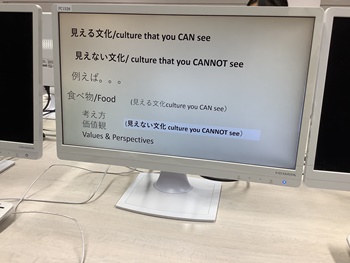 見える文化/culture that you CAN see
見えない文化/ culture that you CANNOT see
例えば。。。
食べ物/Food (見える文化culture you CAN see)
考え方
価値観 (見えない文化 culture you CANNOT see)
Values & Perspectives